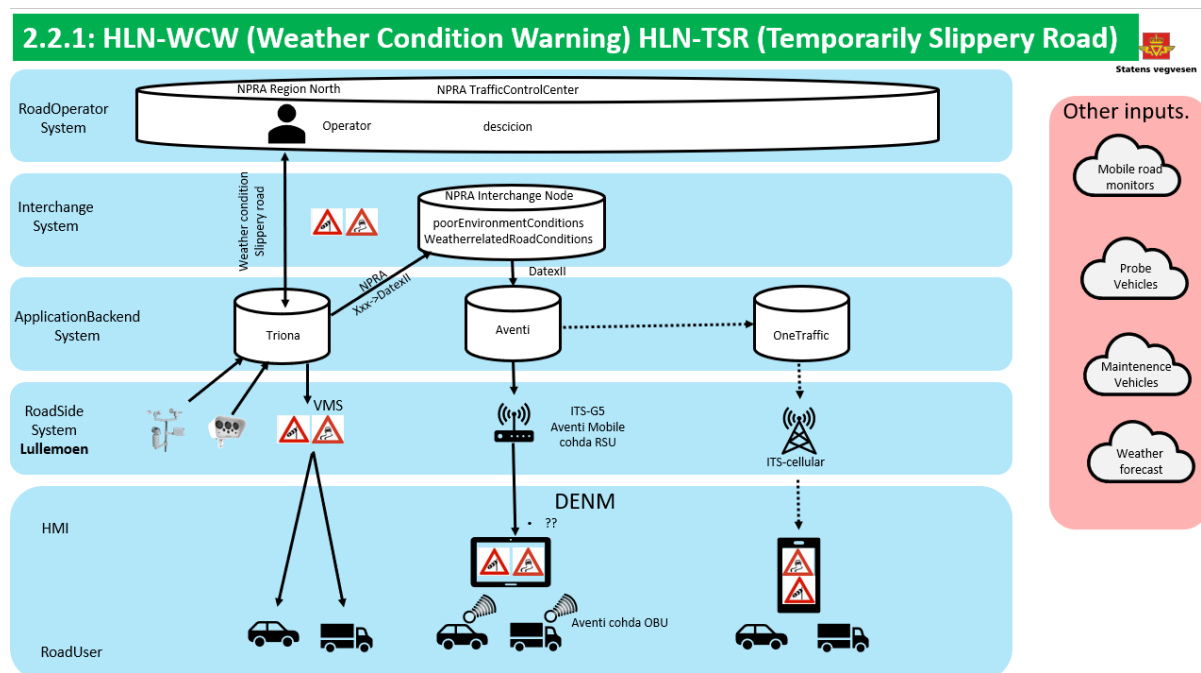 2.2.1: HLN-WCW (Weather Condition Warning) HLN-TSR (Temporarily Slippery Road)
Statens vegvesen
RoadOperator
System
NPRA Region North
NPRA TrafficControlCenter
Operator
descicion
Other inputs.
Mobile road
monitors
Probe
Vehicles
Maintenence
Vehicles
Weather
forecast
Interchange
System
Weather condition
Slippery road
NPRA Interchange Node
poorEnvironmentConditions
WeatherrelatedRoadConditions
NPRA
Xxx->DatexII
DatexII
ApplicationBackend
System
Triona
Aventi
OneTraffic
RoadSide
System
Lullemoen
VMS
ITS-G5
Aventi Mobile
cohda RSU
ITS-cellular
HMI
DENM
• ??
Aventi cohda OBU
RoadUser